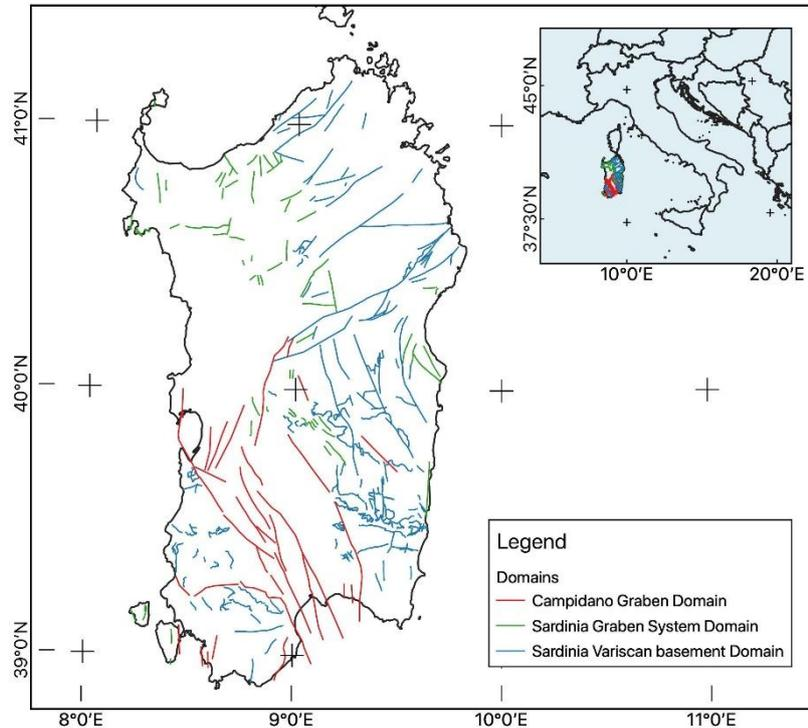 41°0'N
40°0'N
39°0'N
8°0'E
9°0'E
10°0'E
11°0'E
45°0'N
37°30'N
10°0'E
20°0'E
Legend
Domains
Campidano Graben Domain
Sardinia Graben System Domain
Sardinia Variscan basement Domain